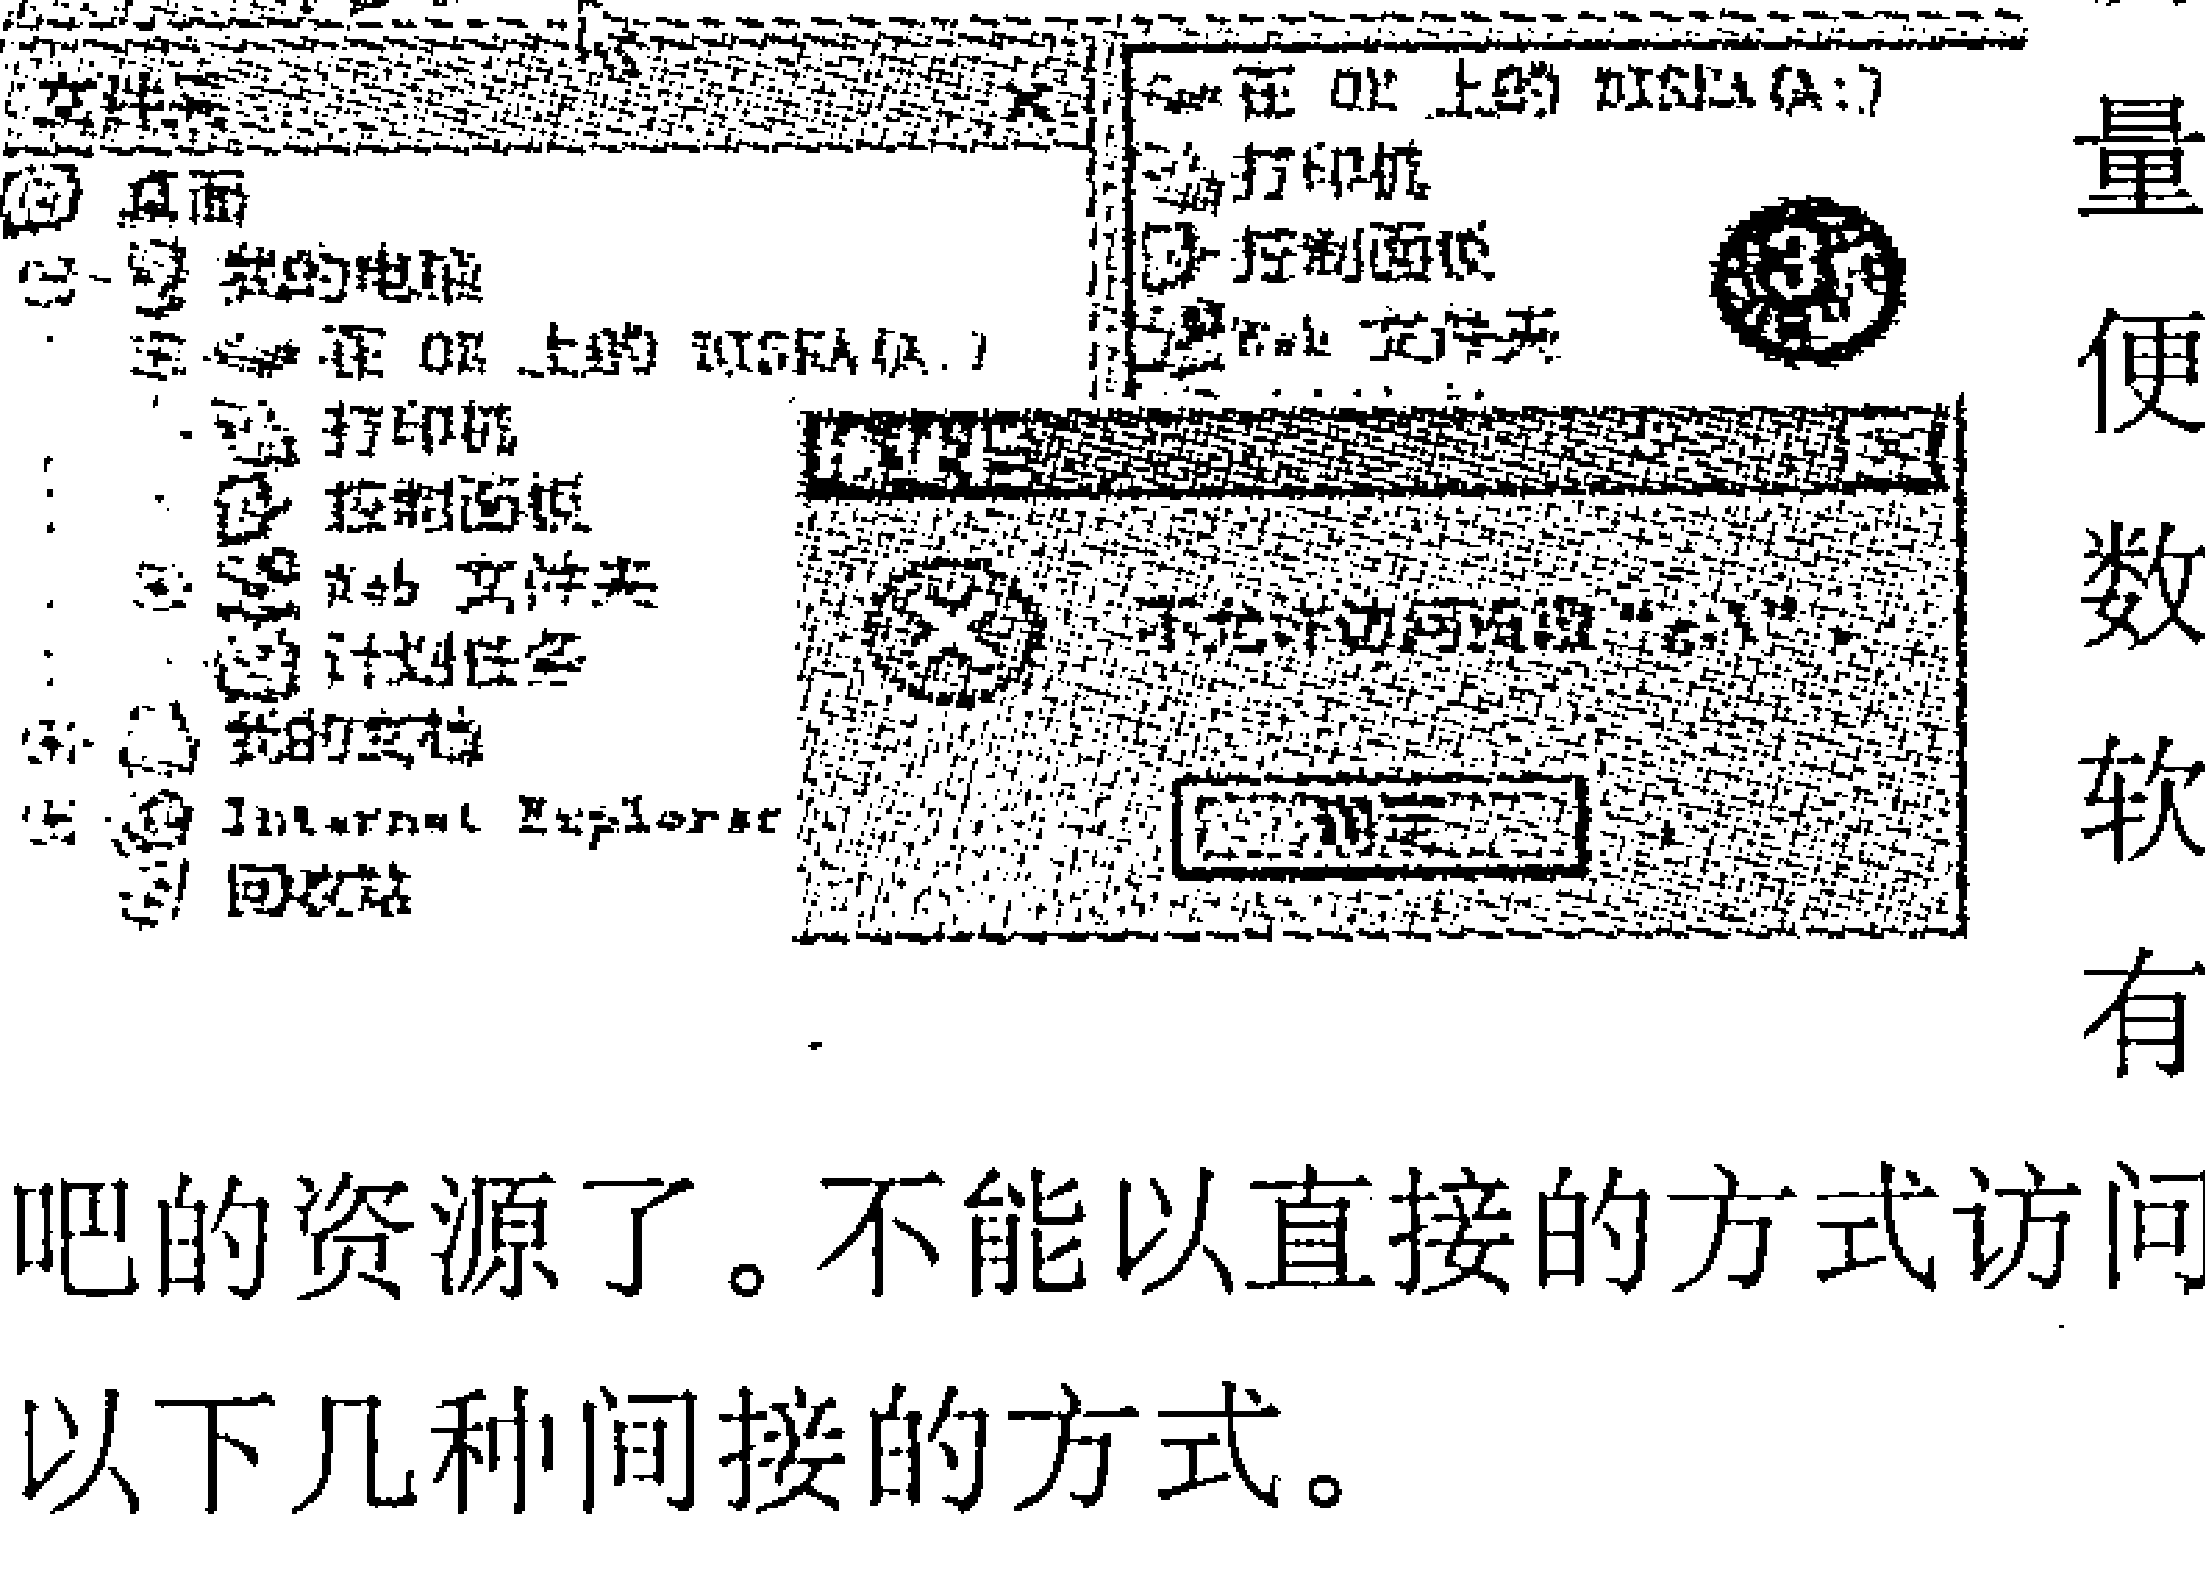 文件夹
桌面
我的电脑
打印机
控制面板
Web 文件夹
计划任务
我的文档
Internet Explorer
回收站
打印机
控制面板
Web 文件夹
③
量
便
数
软
有
吧的资源了。不能以直接的方式访问
以下几种间接的方式。